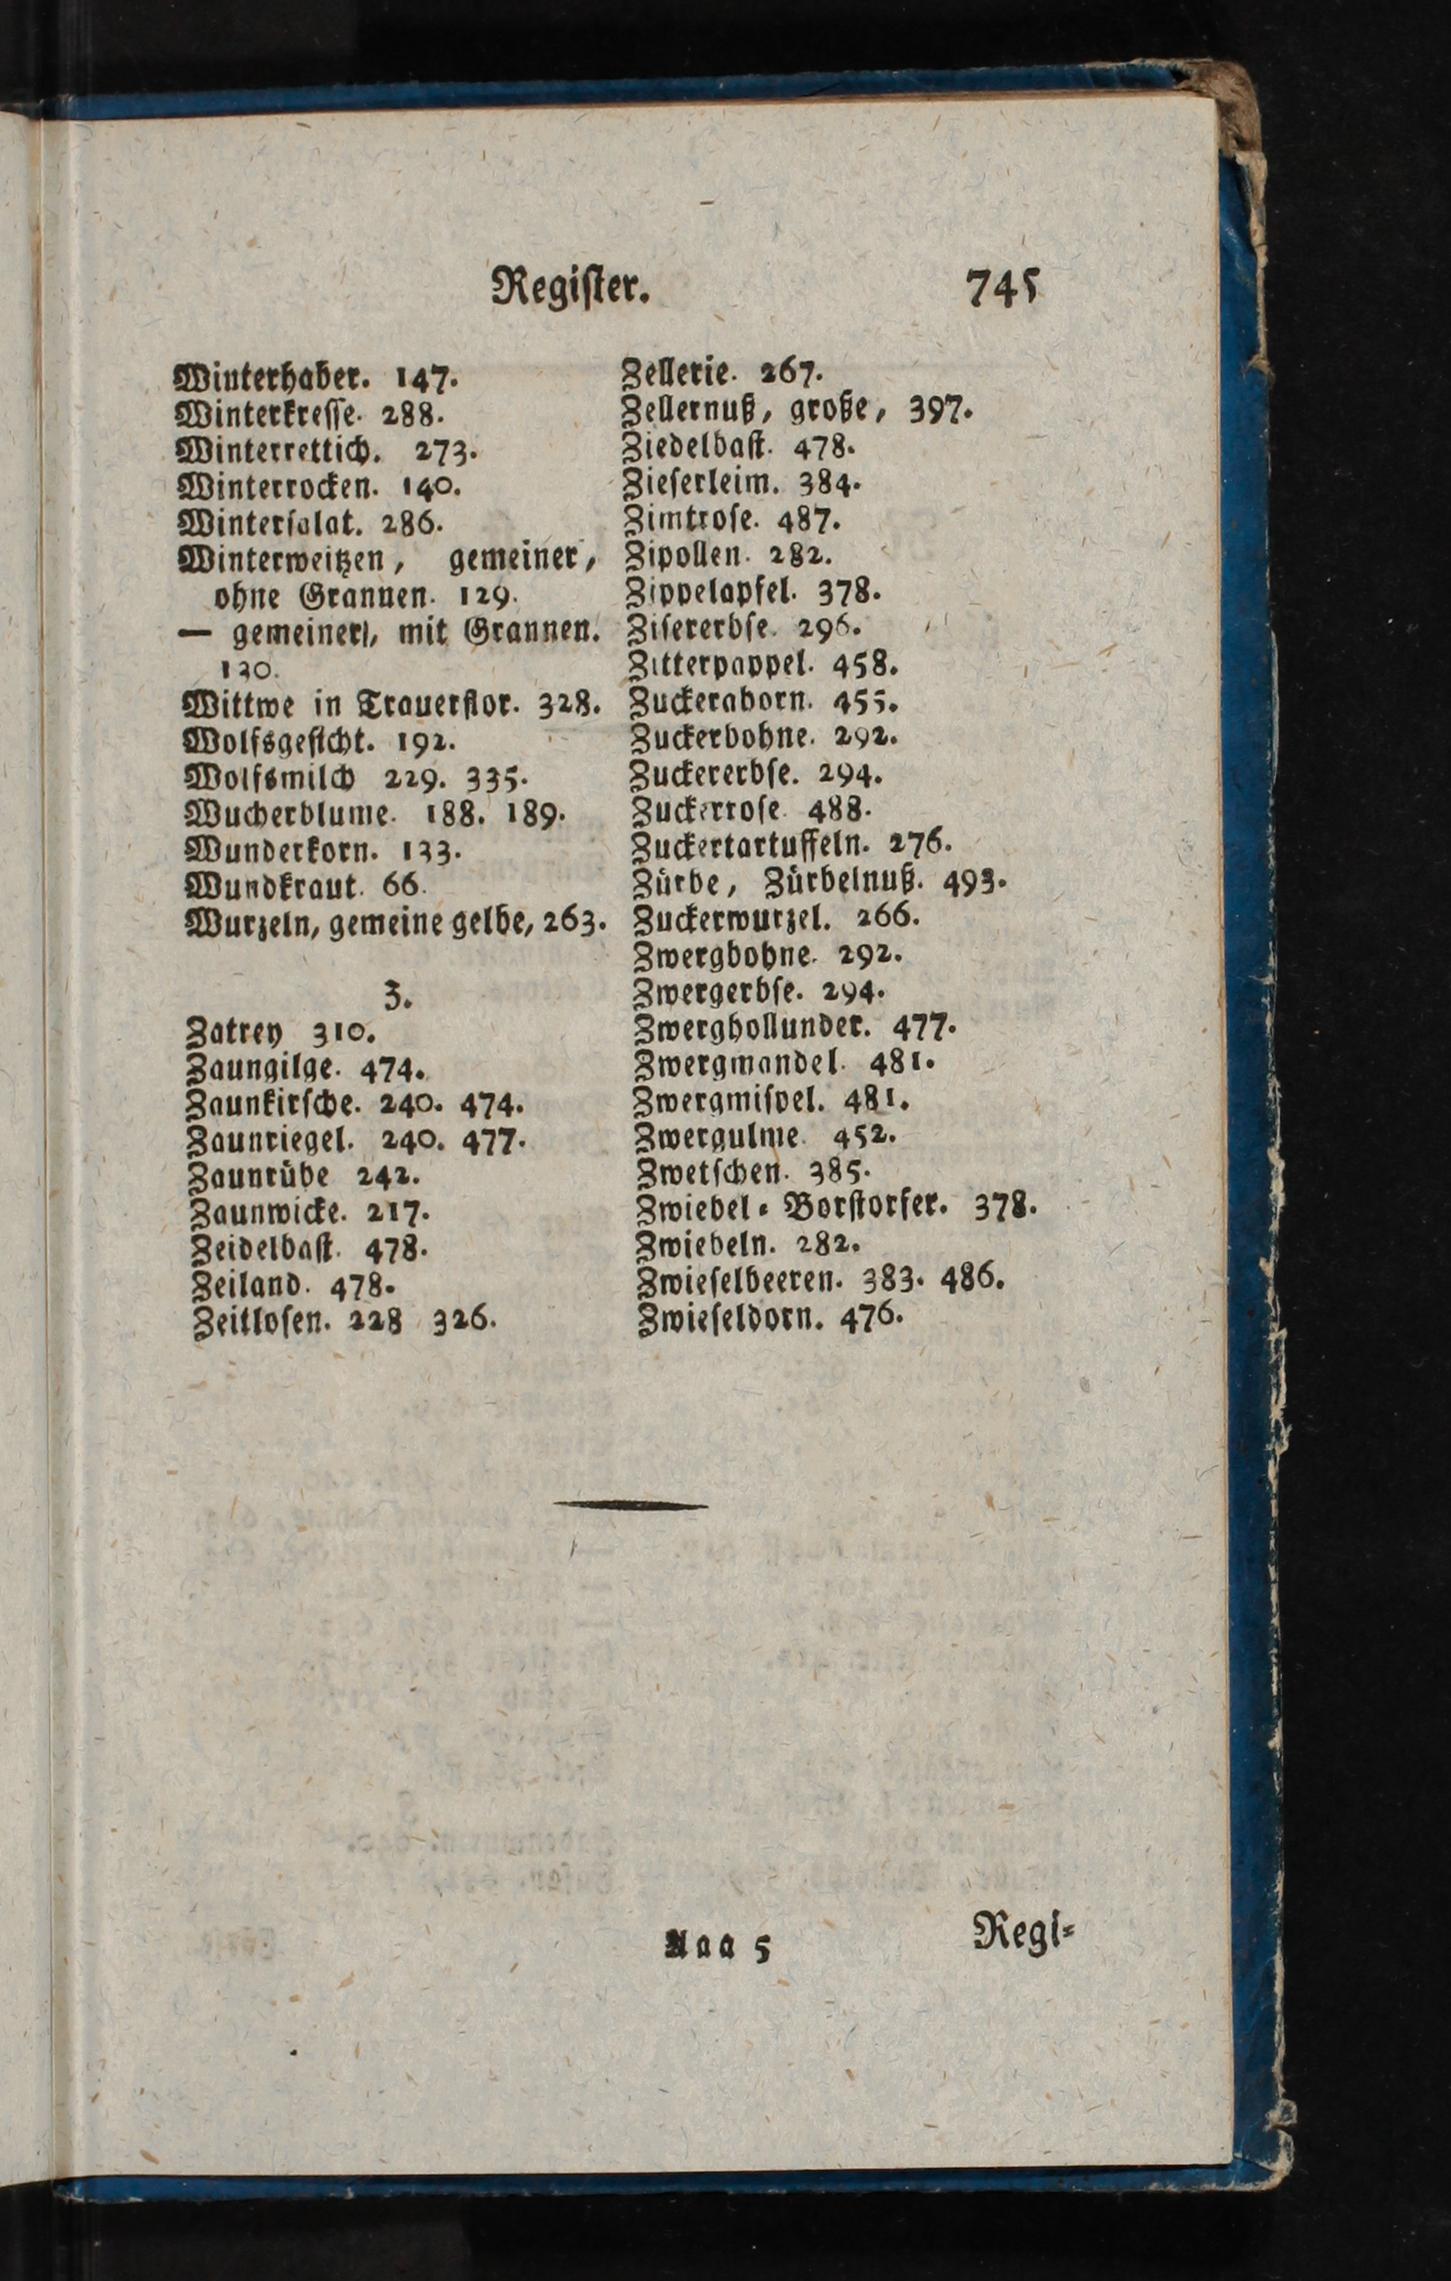 Regiſter. 745
Winterhaber. 147.
Winterkreſſe. 288.
Winterrettich. 273.
Winterrocken. 140.
Winterſalat. 286.
Winterweitzen, gemeiner,
ohne Grannen. 129.
— gemeiner, mit Grannen.
130.
Wittwe in Trauerflor. 328.
Wolfsgeſicht. 192.
Wolfsmilch 229. 335.
Wucherblume. 188. 189.
Wunderkorn. 133.
Wundkraut. 66.
Wurzeln, gemeine gelbe, 263.
Z.
Zatrey 310.
Zaungilge. 474.
Zaunkirſche. 240. 474.
Zaunriegel. 240. 477.
Zaunrübe 242.
Zaunwicke. 217.
Zeidelbaſt. 478.
Zeiland. 478.
Zeitloſen. 228 326.
Zellerie. 267.
Zellernuß, große, 397.
Ziedelbaſt. 478.
Zieſerleim. 384.
Zimtroſe. 487.
Zipollen. 282.
Zippelapfel. 378.
Ziſererbſe. 296.
Zitterpappel. 458.
Zuckerahorn. 455.
Zuckerbohne. 292.
Zuckererbſe. 294.
Zuckerroſe. 488.
Zuckertartuffeln. 276.
Zürbe, Zürbelnuß. 493.
Zuckerwurzel. 266.
Zwergbohne. 292.
Zwergerbſe. 294.
Zwerghollunder. 477.
Zwergmandel. 481.
Zwergmiſpel. 481.
Zwergulme. 452.
Zwetſchen. 385.
Zwiebel⸗Borſtorfer. 378.
Zwiebeln. 282.
Zwieſelbeeren. 383. 486.
Zwieſeldorn. 476.
Aaa 5 Regi⸗